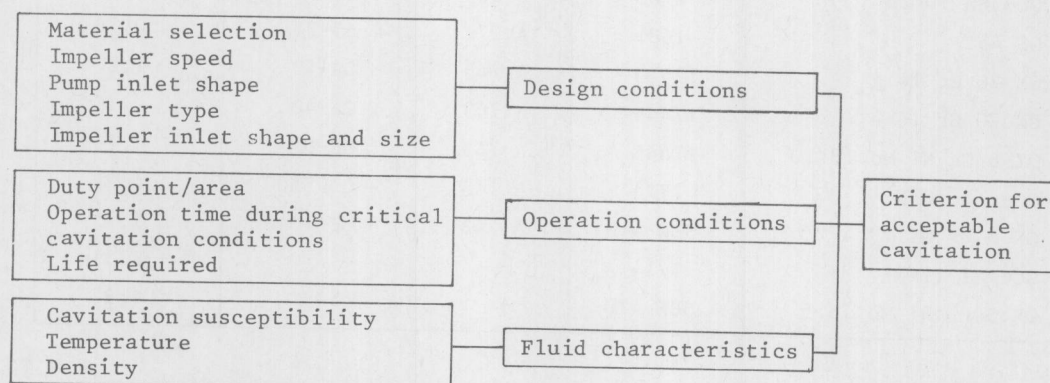 Material selection
Impeller speed
Pump inlet shape
Impeller type
Impeller inlet shape and size
Design conditions
Duty point/area
Operation time during critical
cavitation conditions
Life required
Operation conditions
Criterion for
acceptable
cavitation
Cavitation susceptibility
Temperature
Density
Fluid characteristics